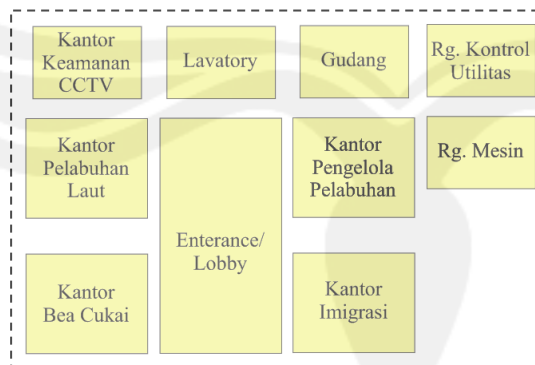 Kantor
Keamanan
CCTV
Lavatory
Gudang
Rg. Kontrol
Utilitas
Kantor
Pelabuhan
Laut
Enterance/
Lobby
Kantor
Pengelola
Pelabuhan
Rg. Mesin
Kantor
Bea Cukai
Kantor
Imigrasi